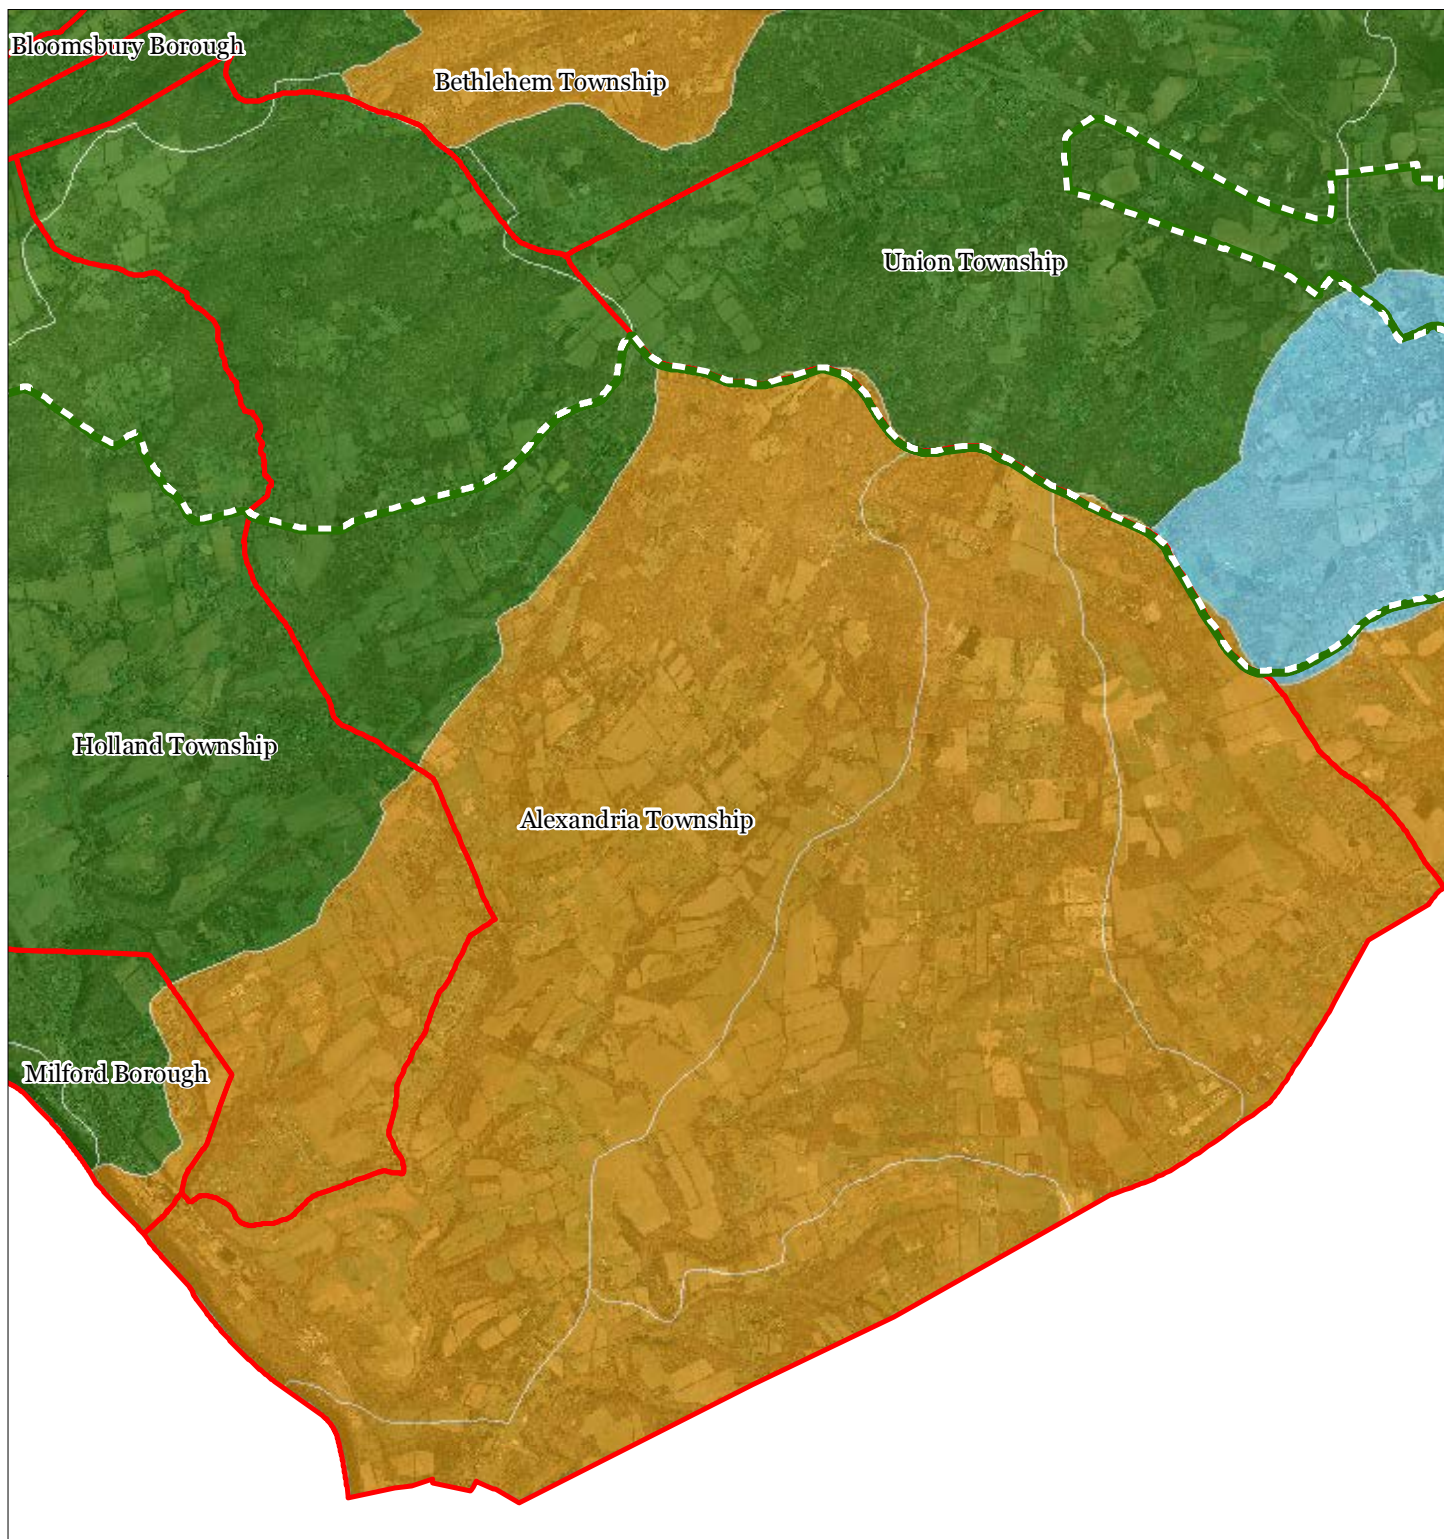 Bloomsbury Borough
Bethlehem Township
Union Township
Holland Township
Alexandria Township
Milford Borough